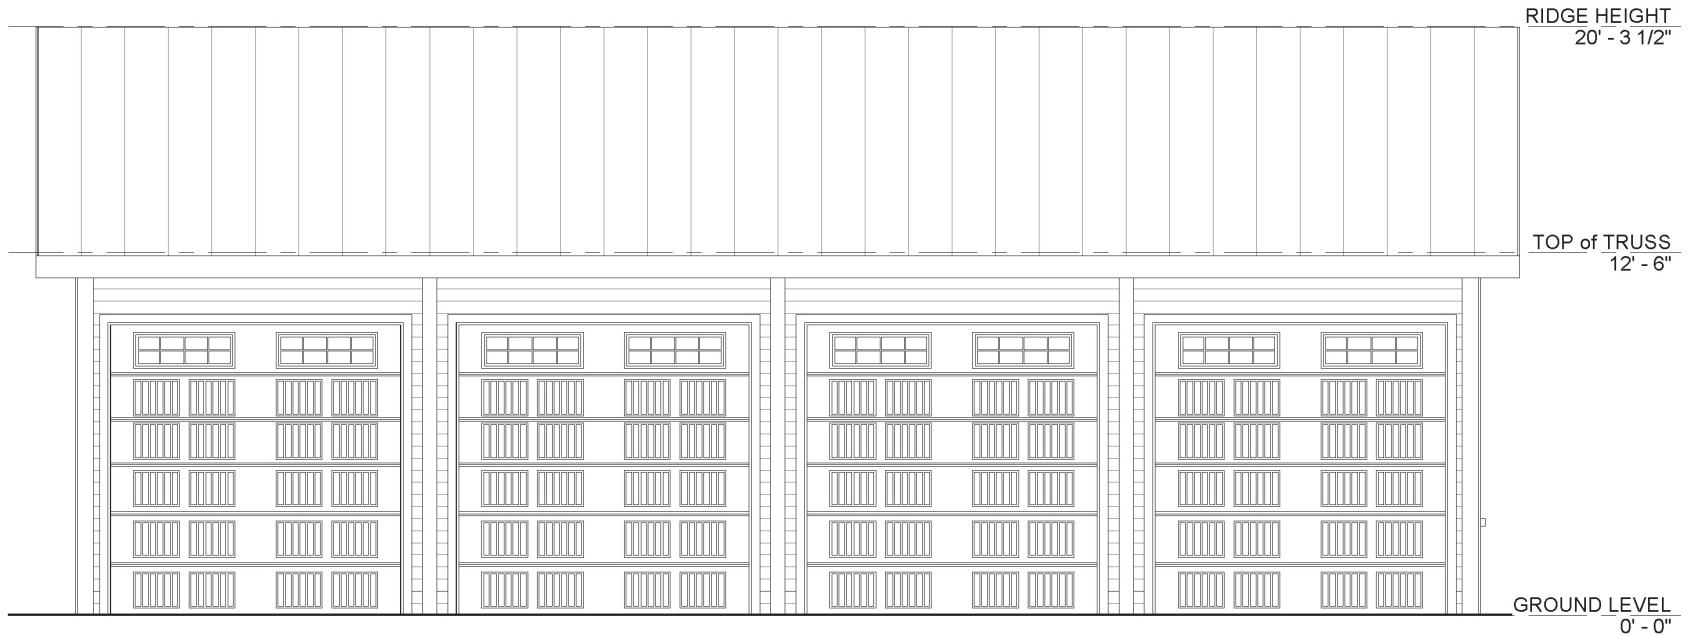 RIDGE HEIGHT
20' - 3 1/2"
TOP of TRUSS
12' - 6"
GROUND LEVEL
0' - 0"